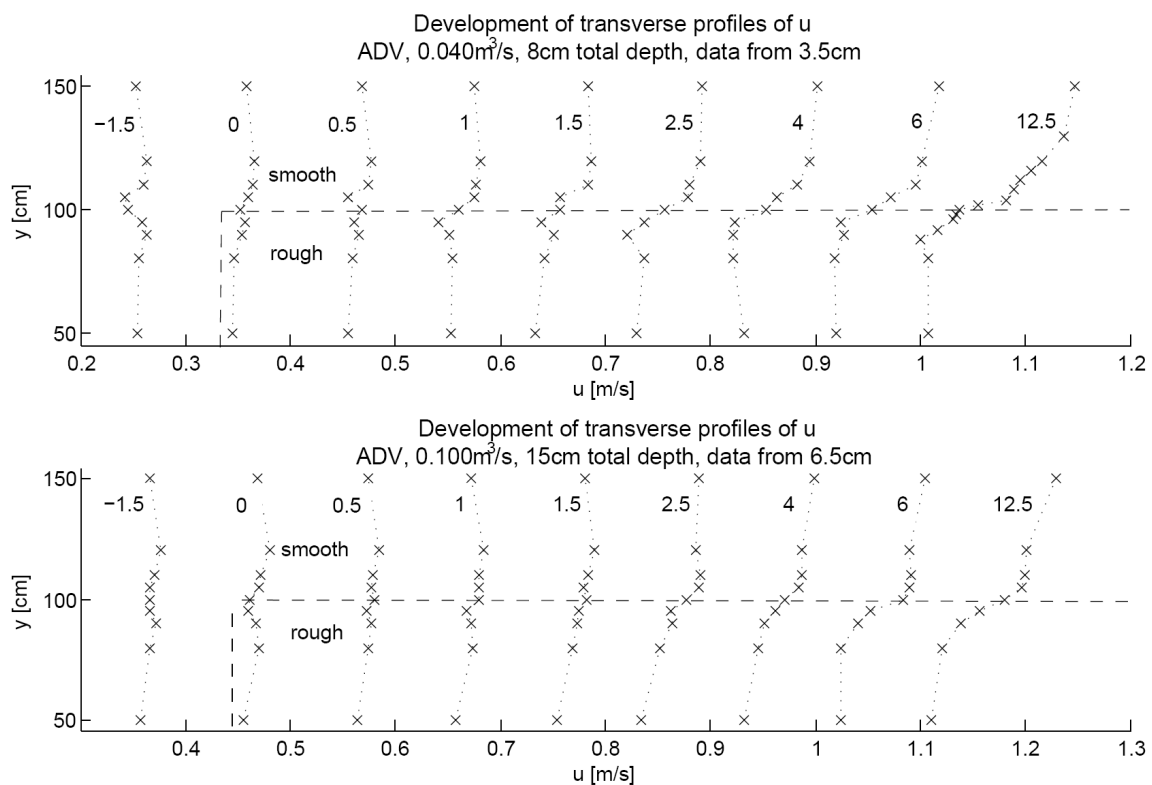 Development of transverse profiles of u
ADV, 0.040m³/s, 8cm total depth, data from 3.5cm
150
−1.5 0 0.5 1 1.5 2.5 4 6 12.5
smooth
y [cm]
100
rough
50
0.2 0.3 0.4 0.5 0.6 0.7 0.8 0.9 1 1.1 1.2
u [m/s]
Development of transverse profiles of u
ADV, 0.100m³/s, 15cm total depth, data from 6.5cm
150
−1.5 0 0.5 1 1.5 2.5 4 6 12.5
smooth
y [cm]
100
rough
50
0.4 0.5 0.6 0.7 0.8 0.9 1 1.1 1.2 1.3
u [m/s]